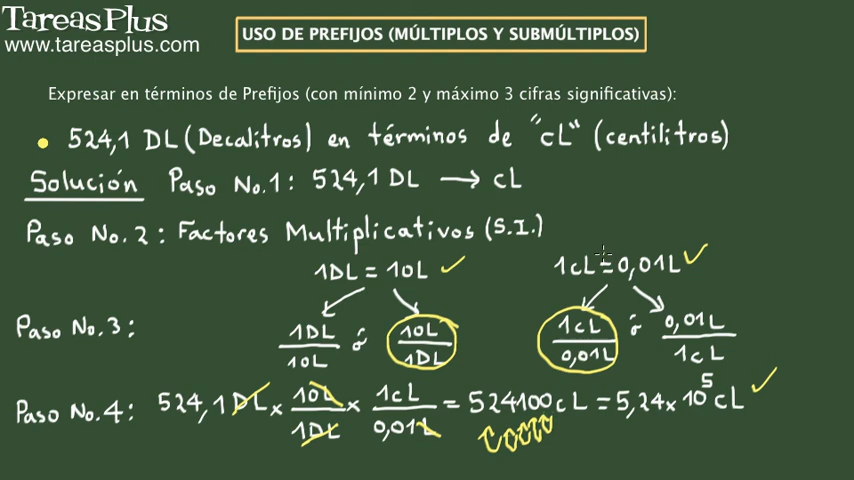 TareasPlus
www.tareasplus.com
USO DE PREFIJOS (MÚLTIPLOS Y SUBMÚLTIPLOS)
Expresar en términos de Prefijos (con mínimo 2 y máximo 3 cifras significativas):
• 524,1 DL (Decalitros) en términos de "cL" (centilitros)
Solución Paso No.1: 524,1 DL → cL
Paso No.2: Factores Multiplicativos (S.I.)
1DL = 10L ✓ 1cL = 0,01L ✓
Paso No.3: 1DL/10L ó 10L/1DL 1cL/0,01L ó 0,01L/1cL
Paso No.4: 524,1 DL × 10L/1DL × 1cL/0,01L = 524100cL = 5,24 × 10⁵ cL ✓